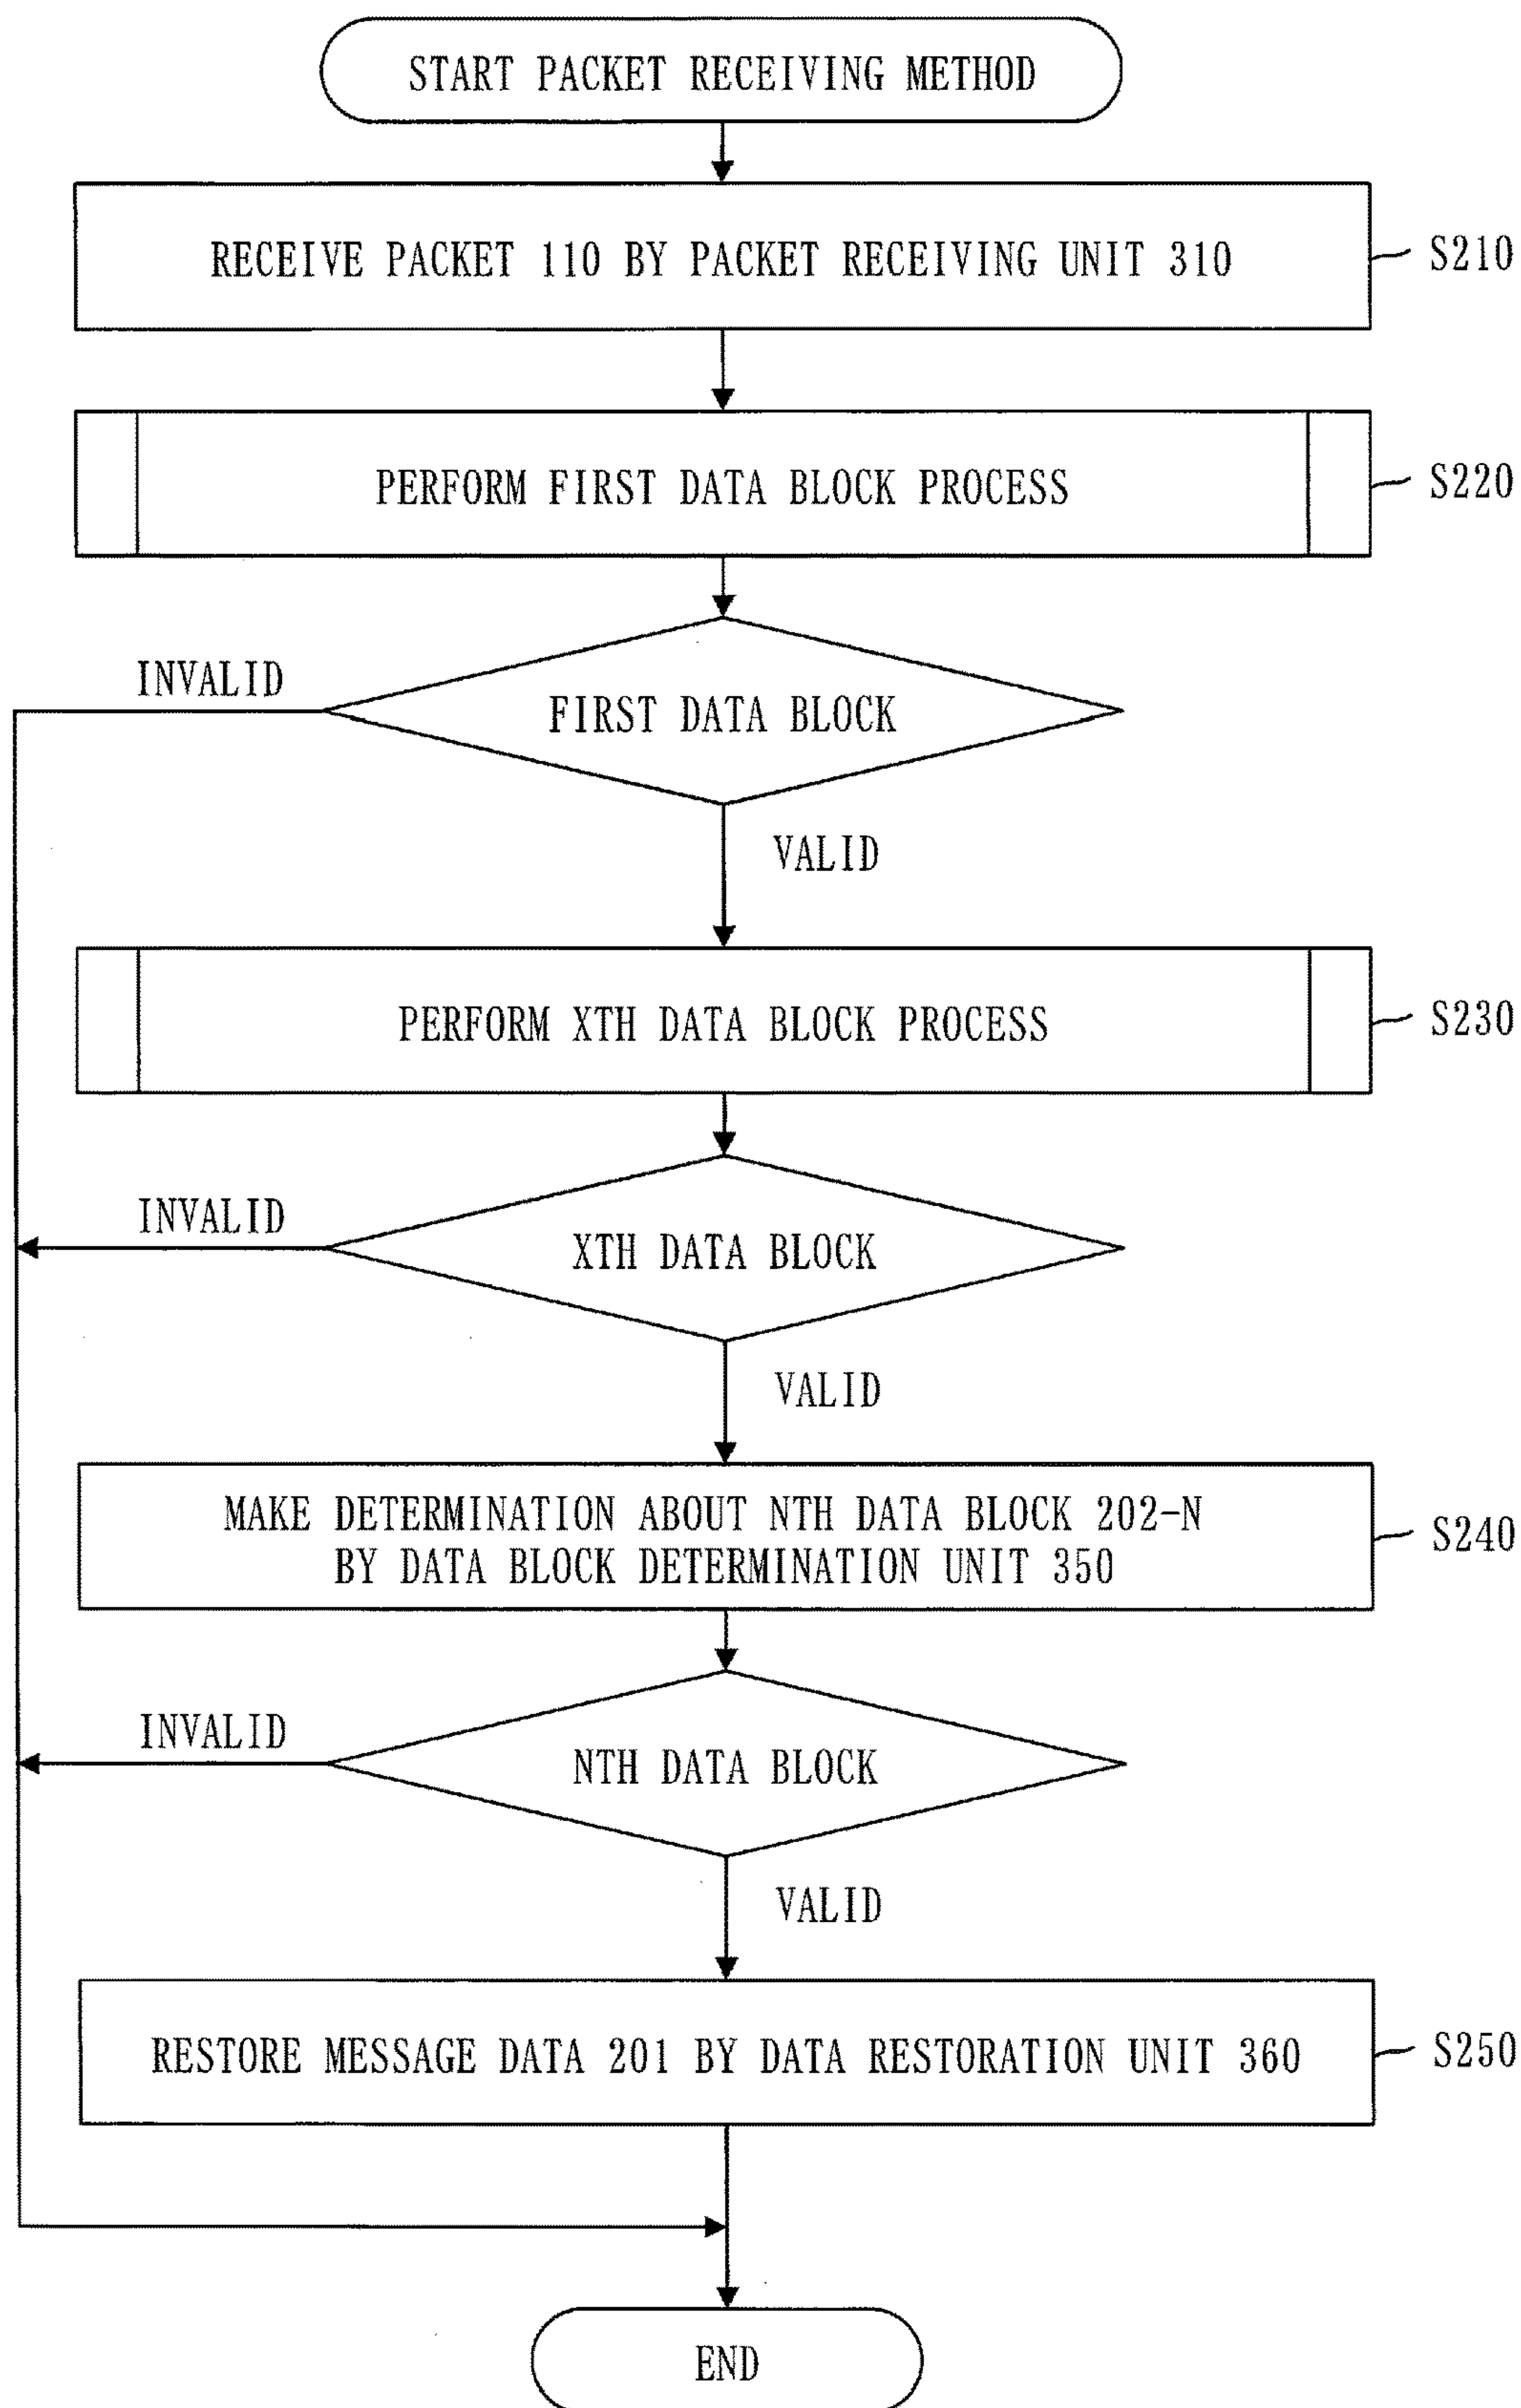 START PACKET RECEIVING METHOD
RECEIVE PACKET 110 BY PACKET RECEIVING UNIT 310
S210
PERFORM FIRST DATA BLOCK PROCESS
S220
INVALID
FIRST DATA BLOCK
VALID
PERFORM XTH DATA BLOCK PROCESS
S230
INVALID
XTH DATA BLOCK
VALID
MAKE DETERMINATION ABOUT NTH DATA BLOCK 202-N
BY DATA BLOCK DETERMINATION UNIT 350
S240
INVALID
NTH DATA BLOCK
VALID
RESTORE MESSAGE DATA 201 BY DATA RESTORATION UNIT 360
S250
END